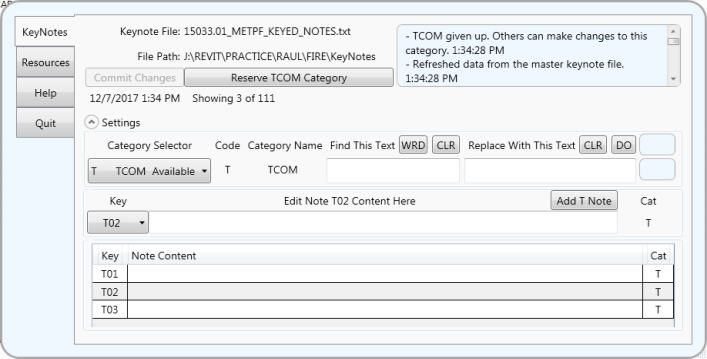 KeyNotes
Resources
Help
Quit
Keynote File: 15033.01_METPF_KEYED_NOTES.txt
File Path: J:\REVIT\PRACTICE\RAUL\FIRE\KeyNotes
- TCOM given up. Others can make changes to this
category. 1:34:28 PM
- Refreshed data from the master keynote file.
1:34:28 PM
Commit Changes Reserve TCOM Category
12/7/2017 1:34 PM Showing 3 of 111
Settings
Category Selector Code Category Name Find This Text WRD CLR Replace With This Text CLR DO
T TCOM Available T TCOM
Key Edit Note T02 Content Here Add T Note Cat
T02 T
Key Note Content Cat
T01 T
T02 T
T03 T